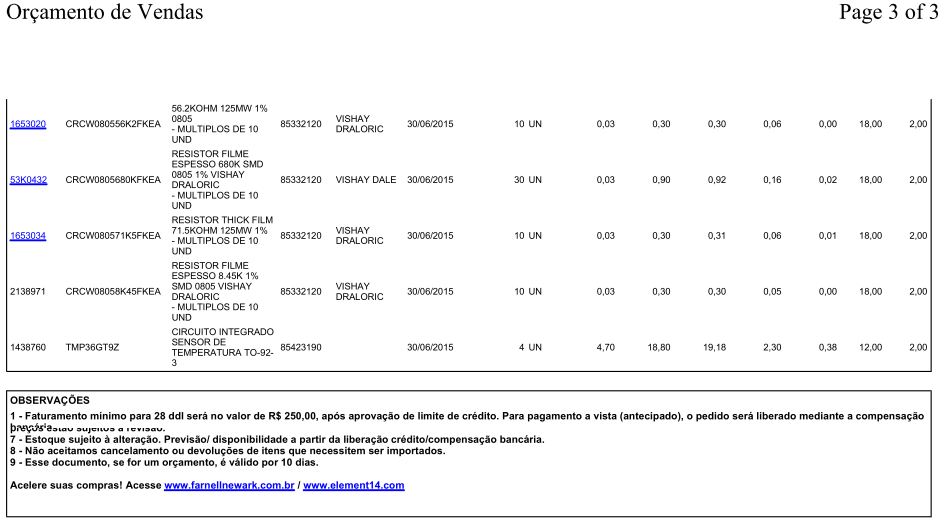 Orçamento de Vendas Page 3 of 3
56.2KOHM 125MW 1%
0805
- MULTIPLOS DE 10
UND
1653020 CRCW080556K2FKEA 85332120 VISHAY DRALORIC 30/06/2015 10 UN 0,03 0,30 0,30 0,06 0,00 18,00 2,00
RESISTOR FILME
ESPESSO 680K SMD
0805 1% VISHAY
DRALORIC
- MULTIPLOS DE 10
UND
53K0432 CRCW0805680KFKEA 85332120 VISHAY DALE 30/06/2015 30 UN 0,03 0,90 0,92 0,16 0,02 18,00 2,00
RESISTOR THICK FILM
71.5KOHM 125MW 1%
- MULTIPLOS DE 10
UND
1653034 CRCW080571K5FKEA 85332120 VISHAY DRALORIC 30/06/2015 10 UN 0,03 0,30 0,31 0,06 0,01 18,00 2,00
RESISTOR FILME
ESPESSO 8.45K 1%
SMD 0805 VISHAY
DRALORIC
- MULTIPLOS DE 10
UND
2138971 CRCW08058K45FKEA 85332120 VISHAY DRALORIC 30/06/2015 10 UN 0,03 0,30 0,30 0,05 0,00 18,00 2,00
CIRCUITO INTEGRADO
SENSOR DE
TEMPERATURA TO-92-
3
1438760 TMP36GT9Z 85423190 30/06/2015 4 UN 4,70 18,80 19,18 2,30 0,38 12,00 2,00
OBSERVAÇÕES
1 - Faturamento mínimo para 28 ddl será no valor de R$ 250,00, após aprovação de limite de crédito. Para pagamento a vista (antecipado), o pedido será liberado mediante a compensação
7 - Estoque sujeito à alteração. Previsão/ disponibilidade a partir da liberação crédito/compensação bancária.
8 - Não aceitamos cancelamento ou devoluções de itens que necessitem ser importados.
9 - Esse documento, se for um orçamento, é válido por 10 dias.
Acelere suas compras! Acesse www.farnellnewark.com.br / www.element14.com